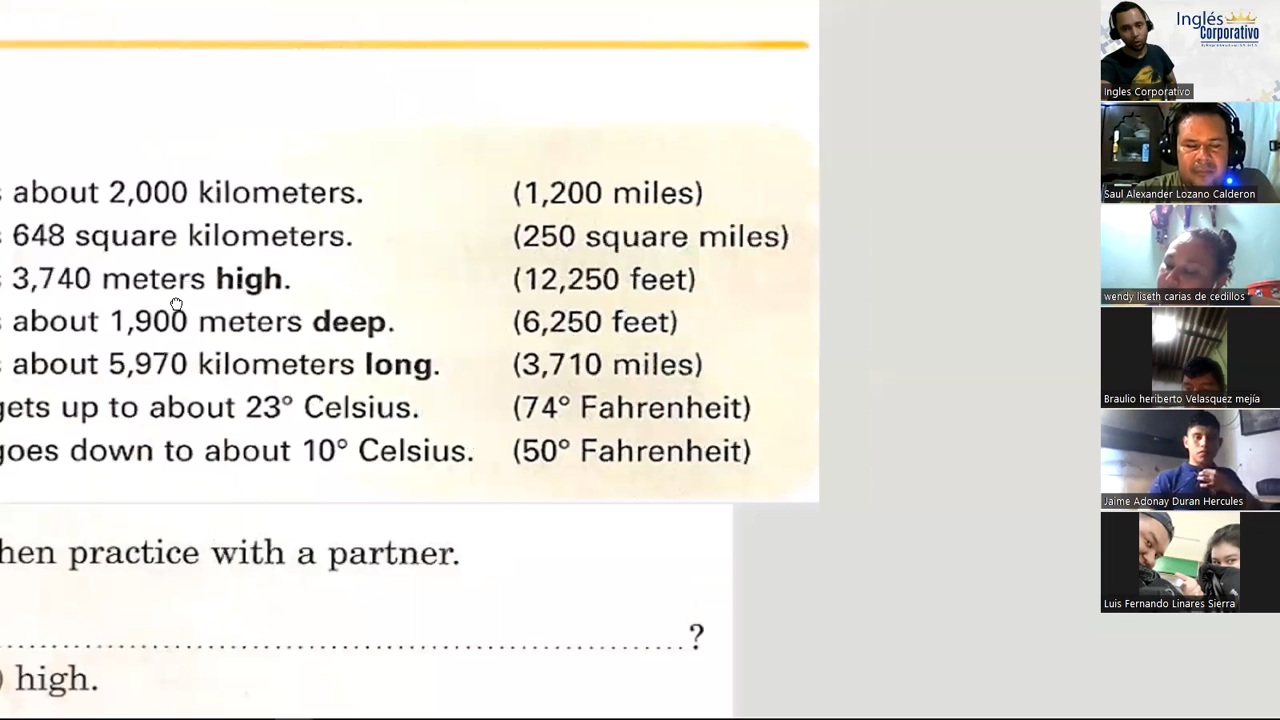 s about 2,000 kilometers. (1,200 miles)
s 648 square kilometers. (250 square miles)
s 3,740 meters high. (12,250 feet)
s about 1,900 meters deep. (6,250 feet)
s about 5,970 kilometers long. (3,710 miles)
gets up to about 23° Celsius. (74° Fahrenheit)
goes down to about 10° Celsius. (50° Fahrenheit)
hen practice with a partner.
?
) high.
Inglés
Corporativo
Ingles Corporativo
Saul Alexander Lozano Calderon
wendy liseth carias de cedillos
Braulio heriberto Velasquez mejía
Jaime Adonay Duran Hercules
Luis Fernando Linares Sierra